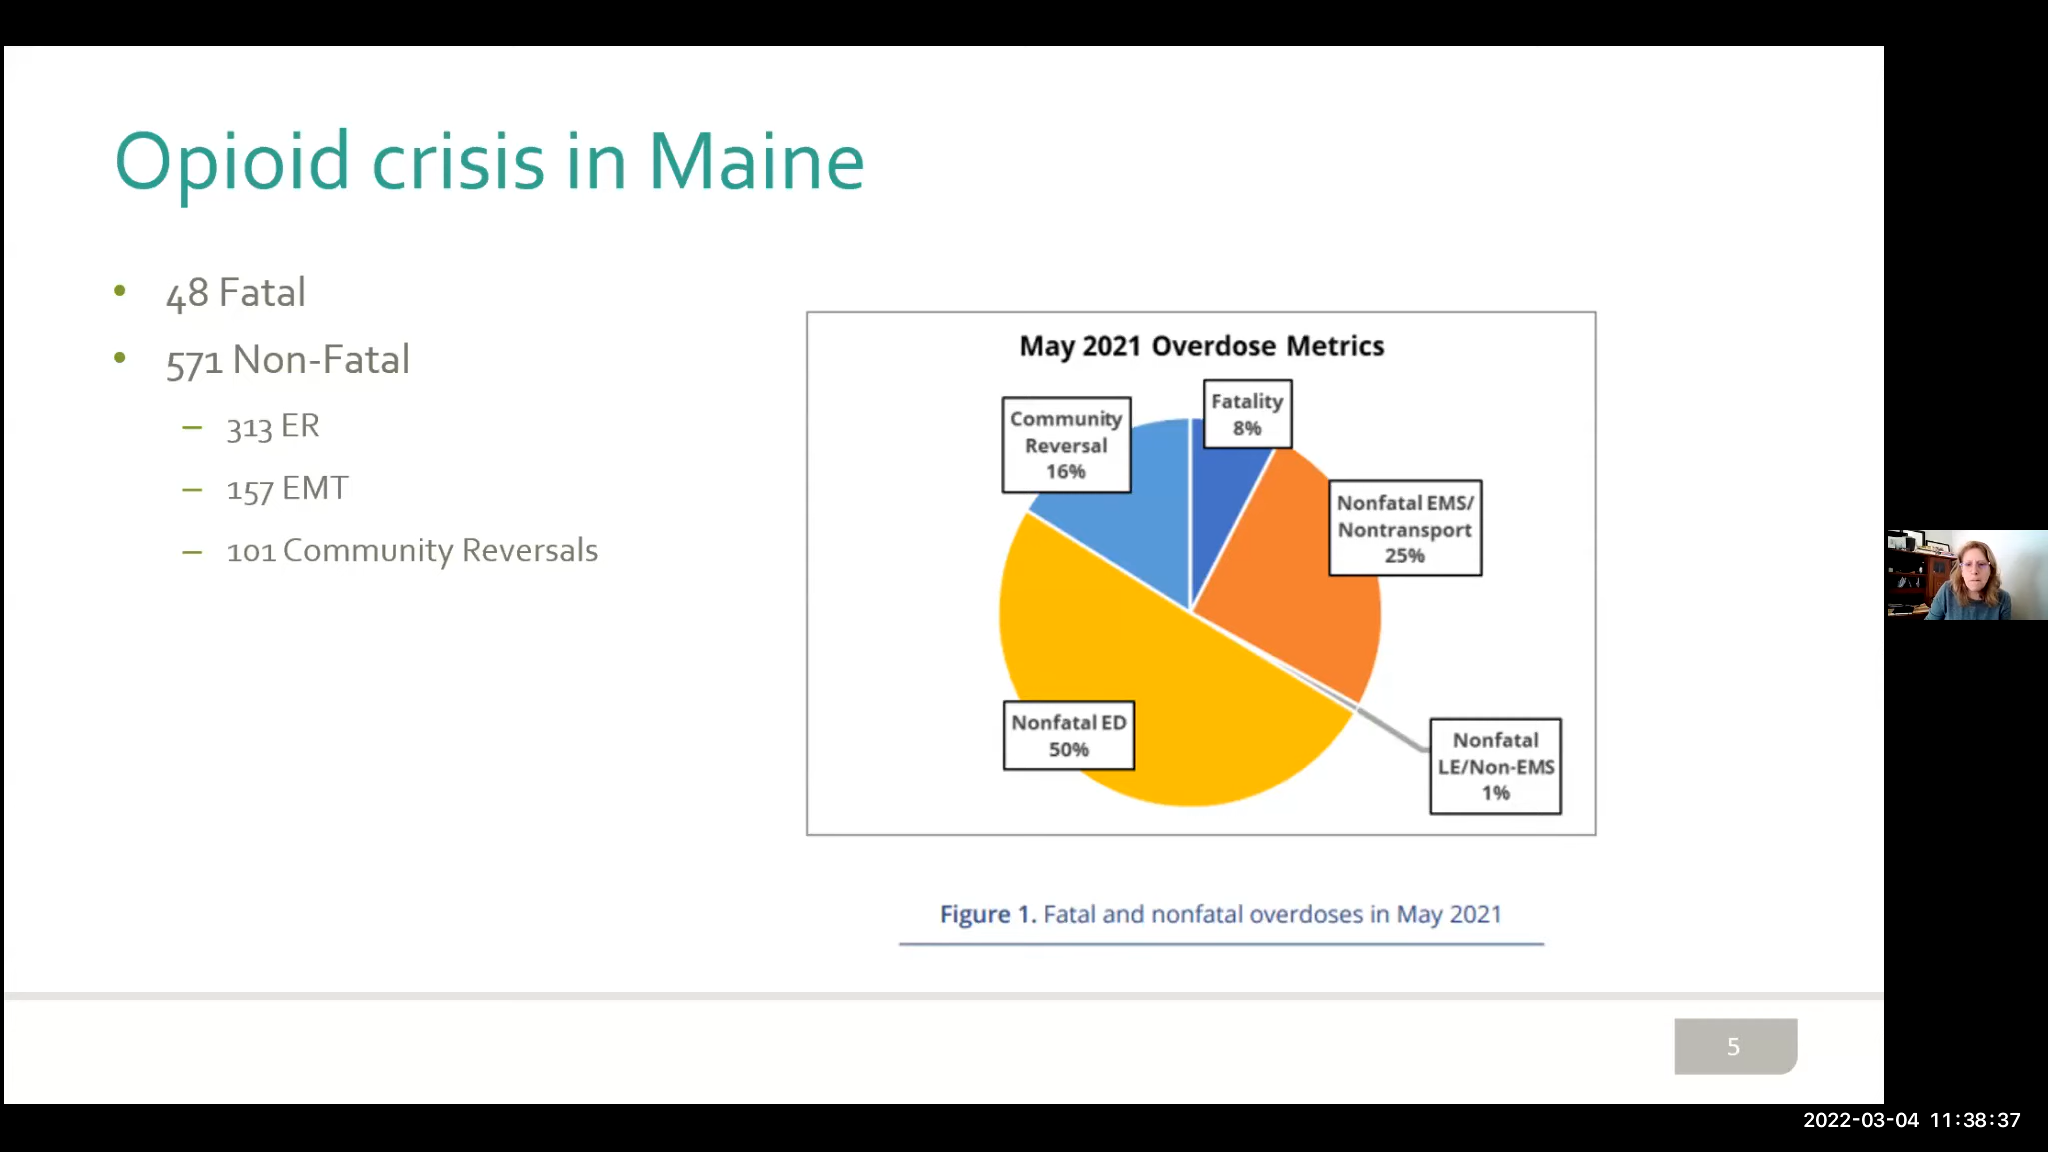 Opioid crisis in Maine
• 48 Fatal
• 571 Non-Fatal
– 313 ER
– 157 EMT
– 101 Community Reversals
May 2021 Overdose Metrics
Community
Reversal
16%
Fatality
8%
Nonfatal EMS/
Nontransport
25%
Nonfatal ED
50%
Nonfatal
LE/Non-EMS
1%
Figure 1. Fatal and nonfatal overdoses in May 2021
5
2022-03-04 11:38:37